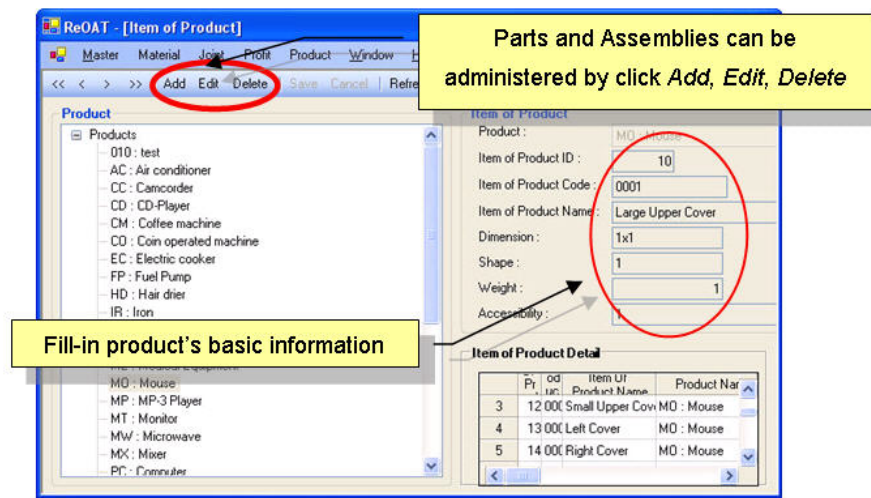 ReOAT - [Item of Product]
Parts and Assemblies can be
administered by click Add, Edit, Delete
Master Material Joint Profit Product Window
<< < > >> Add Edit Delete Save Cancel Refre
Product
Products
010 : test
AC : Air conditioner
CC : Camcorder
CD : CD-Player
CM : Coffee machine
CO : Coin operated machine
EC : Electric cooker
FP : Fuel Pump
HD : Hair drier
IR : Iron
Fill-in product's basic information
MO : Mouse
MP : MP-3 Player
MT : Monitor
MW : Microwave
MX : Mixer
PC : Computer
Item of Product
Product : MO : Mouse
Item of Product ID : 10
Item of Product Code : 0001
Item of Product Name : Large Upper Cover
Dimension : 1x1
Shape : 1
Weight : 1
Accessibility : 1
Item of Product Detail
Item Of
Product Name Product Nar
3 12 000 Small Upper Cov MO : Mouse
4 13 000 Left Cover MO : Mouse
5 14 000 Right Cover MO : Mouse